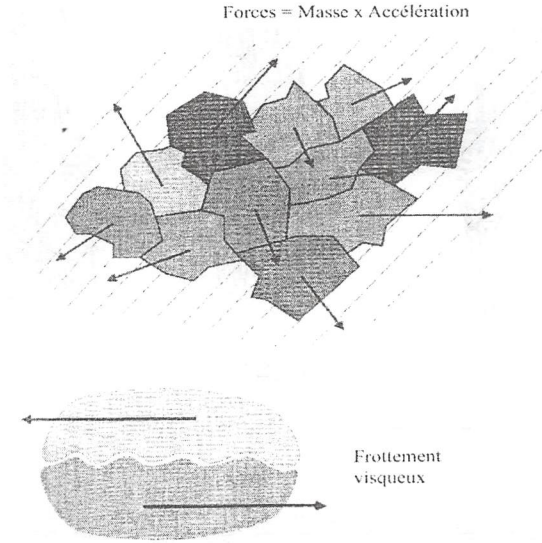 Forces = Masse x Accélération
Frottement
visqueux